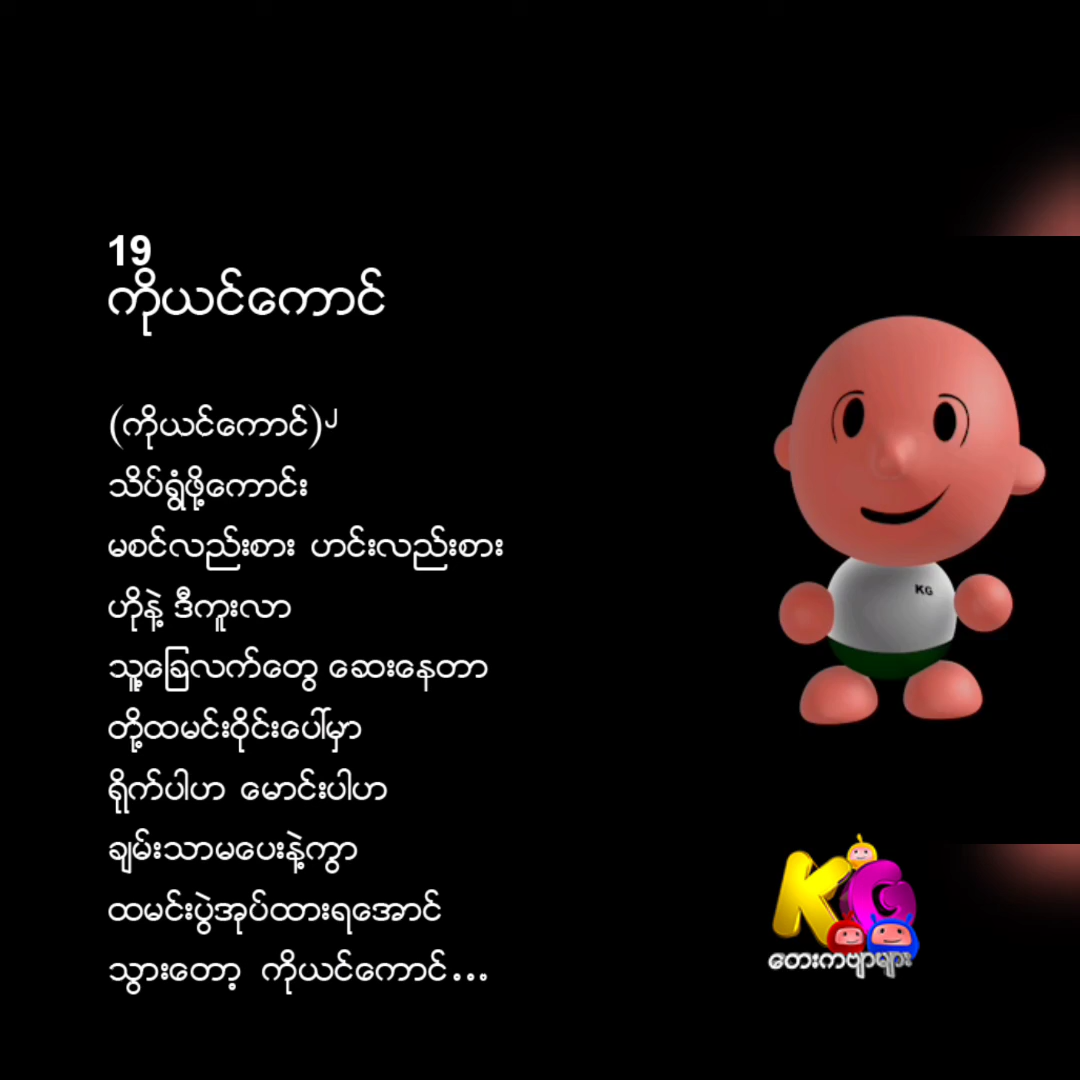 19
ကိုယင်ကောင်
(ကိုယင်ကောင်)၂
သိပ်ရွံဖို့ကောင်း
မစင်လည်းစား ဟင်းလည်းစား
ဟိုနဲ့ ဒီကူးလာ
သူ့ခြေလက်တွေ ဆေးနေတာ
တို့ထမင်းဝိုင်းပေါ်မှာ
ရိုက်ပါဟ မောင်းပါဟ
ချမ်းသာမပေးနဲ့ကွာ
ထမင်းပွဲအုပ်ထားရအောင်
သွားတော့ ကိုယင်ကောင်...
KG
KG
တေးကဗျာများ